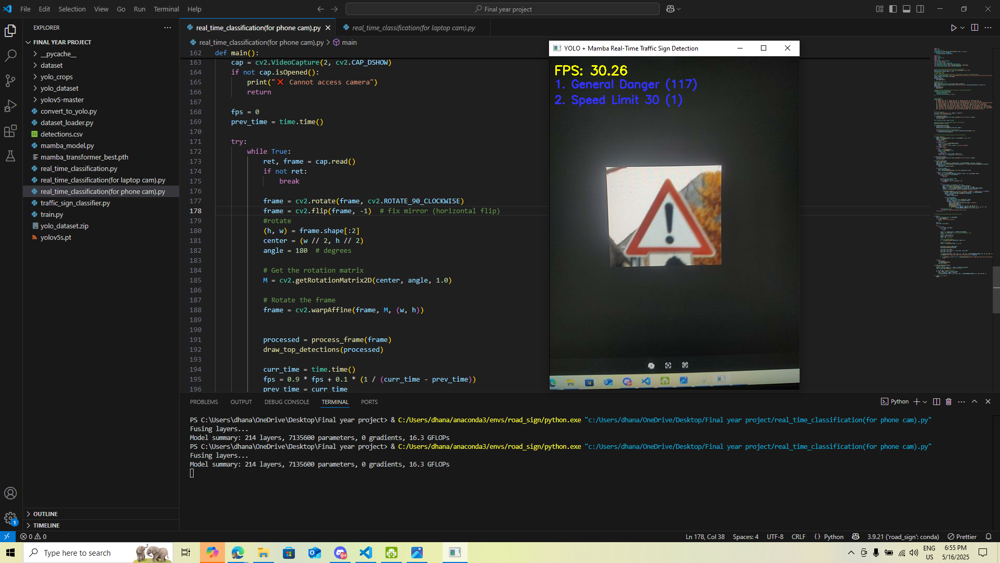 File Edit Selection View Go Run Terminal Help
Final year project
EXPLORER
FINAL YEAR PROJECT
__pycache__
dataset
yolo_crops
yolo_dataset
yolov5-master
convert_to_yolo.py
dataset_loader.py
detections.csv
mamba_model.py
mamba_transformer_best.pth
real_time_classification.py
real_time_classification(for laptop cam).py
real_time_classification(for phone cam).py
traffic_sign_classifier.py
train.py
yolo_dataset.zip
yolov5s.pt
OUTLINE
TIMELINE
real_time_classification(for phone cam).py
real_time_classification(for laptop cam).py
real_time_classification(for phone cam).py > main
162 def main():
163 cap = cv2.VideoCapture(2, cv2.CAP_DSHOW)
164 if not cap.isOpened():
165 print("❌ Cannot access camera")
166 return
167
168 fps = 0
169 prev_time = time.time()
170
171 try:
172 while True:
173 ret, frame = cap.read()
174 if not ret:
175 break
176
177 frame = cv2.rotate(frame, cv2.ROTATE_90_CLOCKWISE)
178 frame = cv2.flip(frame, -1) # fix mirror (horizontal flip)
179 #rotate
180 (h, w) = frame.shape[:2]
181 center = (w // 2, h // 2)
182 angle = 180 # degrees
183
184 # Get the rotation matrix
185 M = cv2.getRotationMatrix2D(center, angle, 1.0)
186
187 # Rotate the frame
188 frame = cv2.warpAffine(frame, M, (w, h))
189
190
191 processed = process_frame(frame)
192 draw_top_detections(processed)
193
194 curr_time = time.time()
195 fps = 0.9 * fps + 0.1 * (1 / (curr_time - prev_time))
196 prev_time = curr_time
YOLO + Mamba Real-Time Traffic Sign Detection
FPS: 30.26
1. General Danger (117)
2. Speed Limit 30 (1)
PROBLEMS OUTPUT DEBUG CONSOLE TERMINAL PORTS
Python
PS C:\Users\dhana\OneDrive\Desktop\Final year project> & C:/Users/dhana/anaconda3/envs/road_sign/python.exe "c:/Users/dhana/OneDrive/Desktop/Final year project/real_time_classification(for phone cam).py"
Fusing layers...
Model summary: 214 layers, 7135600 parameters, 0 gradients, 16.3 GFLOPs
PS C:\Users\dhana\OneDrive\Desktop\Final year project> & C:/Users/dhana/anaconda3/envs/road_sign/python.exe "c:/Users/dhana/OneDrive/Desktop/Final year project/real_time_classification(for phone cam).py"
Fusing layers...
Model summary: 214 layers, 7135600 parameters, 0 gradients, 16.3 GFLOPs
1
0 0
Ln 178, Col 38 Spaces: 4 UTF-8 CRLF {} Python 3.9.21 ('road_sign': conda) Prettier
Type here to search
9+
ENG
US
6:55 PM
5/16/2025